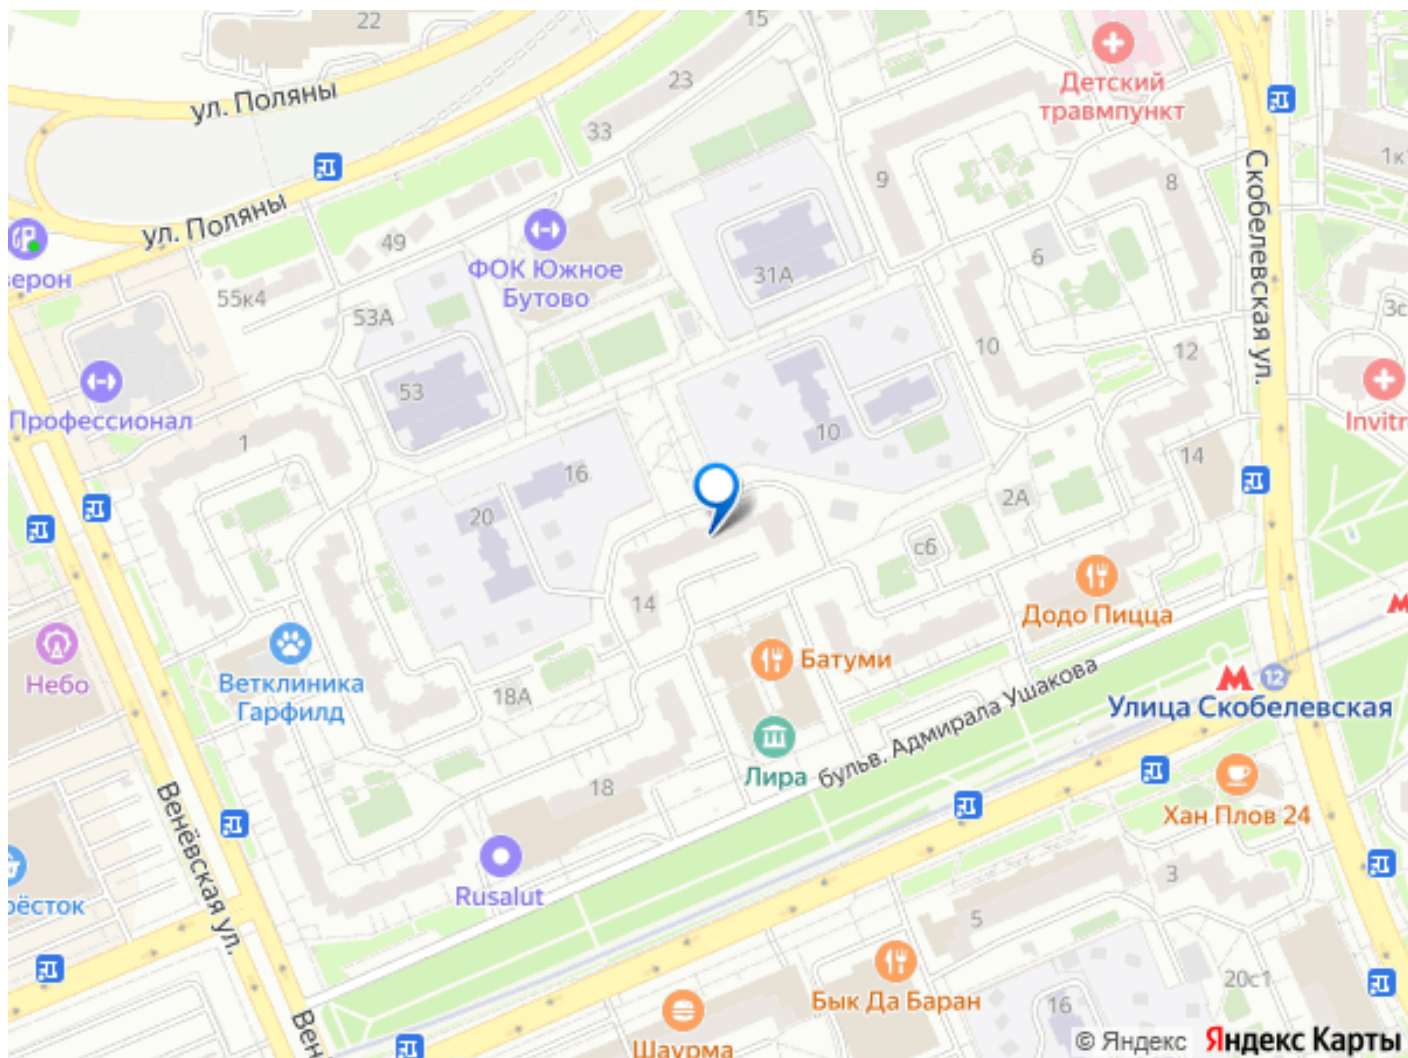 22
15
ул. Поляны
23
Детский
травмпункт
33
1к1
9
8
ул. Поляны
49
ФОК Южное
Бутово
Скобелевская ул.
6
31А
55к4
53А
10
12
53
Профессионал
1
10
Invitr
14
16
2А
20
с6
14
Додо Пицца
Батуми
Небо
Ветклиника
Гарфилд
18А
Улица Скобелевская
12
бульв. Адмирала Ушакова
Лира
18
Хан Плов 24
Венёвская ул.
Rusalut
3
5
Бык Да Баран
20с1
16
Шаурма
© Яндекс Яндекс Карты